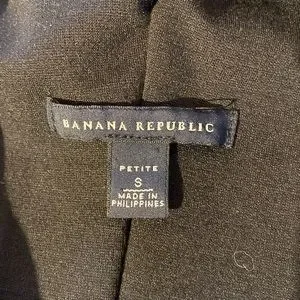 BANANA REPUBLIC
PETITE
S
MADE IN
PHILIPPINES